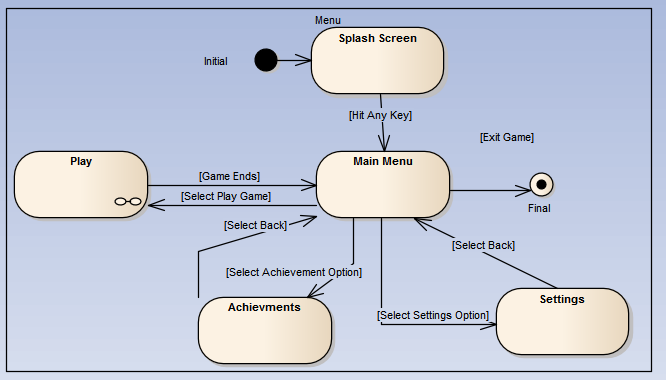 Menu
Splash Screen
Initial
[Hit Any Key]
[Exit Game]
Play
Main Menu
[Game Ends]
[Select Play Game]
Final
[Select Back]
[Select Back]
[Select Achievement Option]
Achievments
Settings
[Select Settings Option]